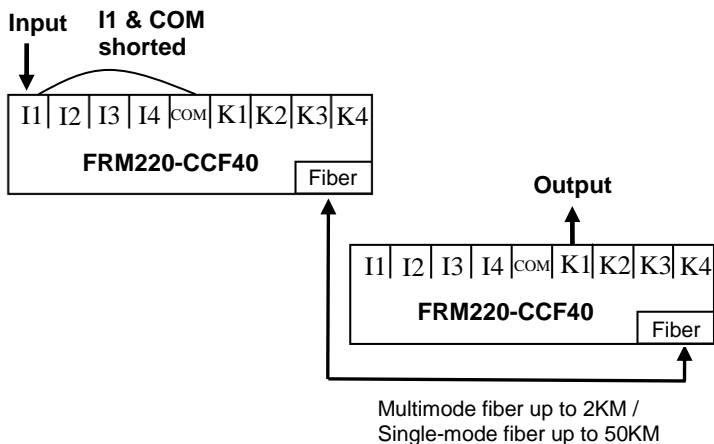 Input
I1 & COM
shorted
I1 I2 I3 I4 COM K1 K2 K3 K4
FRM220-CCF40
Fiber
Output
I1 I2 I3 I4 COM K1 K2 K3 K4
FRM220-CCF40
Fiber
Multimode fiber up to 2KM /
Single-mode fiber up to 50KM